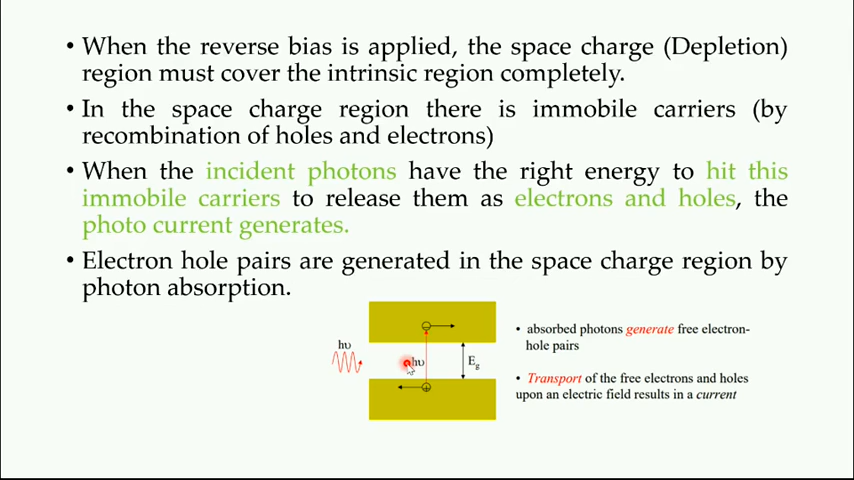 • When the reverse bias is applied, the space charge (Depletion)
region must cover the intrinsic region completely.
• In the space charge region there is immobile carriers (by
recombination of holes and electrons)
• When the incident photons have the right energy to hit this
immobile carriers to release them as electrons and holes, the
photo current generates.
• Electron hole pairs are generated in the space charge region by
photon absorption.
hυ
hυ
Eg
• absorbed photons generate free electron-
hole pairs
• Transport of the free electrons and holes
upon an electric field results in a current